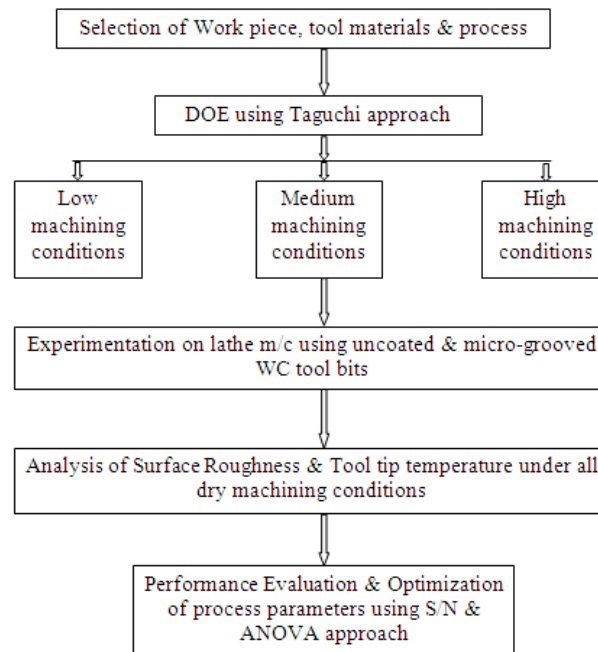 Selection of Work piece, tool materials & process
DOE using Taguchi approach
Low
machining
conditions
Medium
machining
conditions
High
machining
conditions
Experimentation on lathe m/c using uncoated & micro-grooved
WC tool bits
Analysis of Surface Roughness & Tool tip temperature under all
dry machining conditions
Performance Evaluation & Optimization
of process parameters using S/N &
ANOVA approach